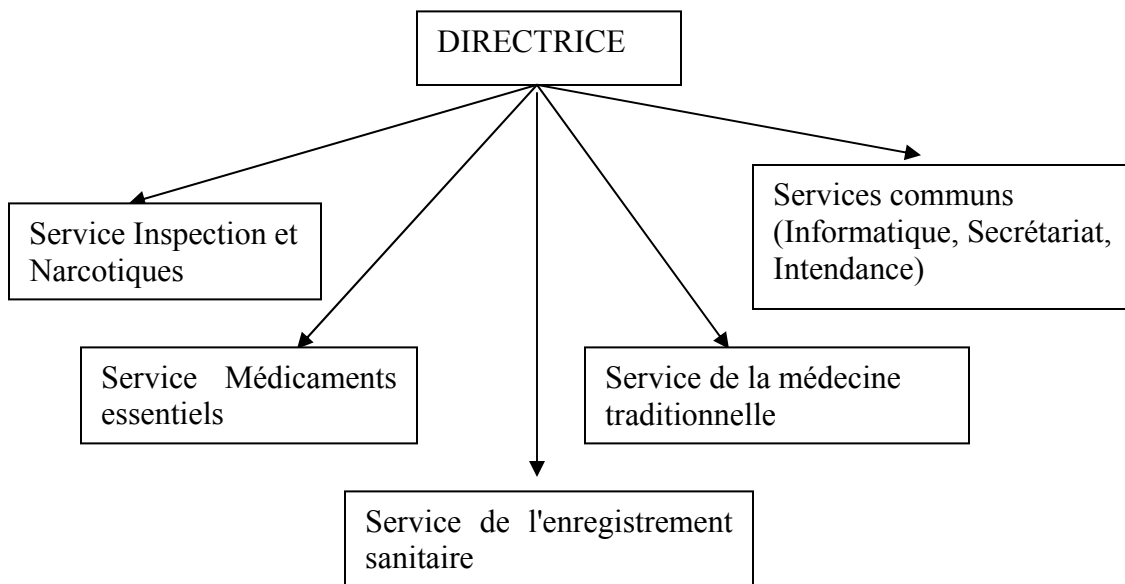 DIRECTRICE
Services communs
(Informatique, Secrétariat,
Intendance)
Service Inspection et
Narcotiques
Service Médicaments
essentiels
Service de la médecine
traditionnelle
Service de l'enregistrement
sanitaire